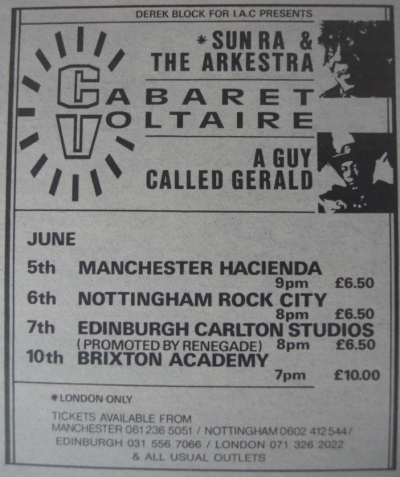 DEREK BLOCK FOR I.A.C PRESENTS
*SUN RA &
THE ARKESTRA
CABARET
VOLTAIRE
A GUY
CALLED GERALD
JUNE
5th MANCHESTER HACIENDA
9pm £6.50
6th NOTTINGHAM ROCK CITY
8pm £6.50
7th EDINBURGH CARLTON STUDIOS
(PROMOTED BY RENEGADE) 8pm £6.50
10th BRIXTON ACADEMY
7pm £10.00
*LONDON ONLY
TICKETS AVAILABLE FROM
MANCHESTER 061 236 5051 / NOTTINGHAM 0602 412544 /
EDINBURGH 031 556 7066 / LONDON 071 326 2022
& ALL USUAL OUTLETS